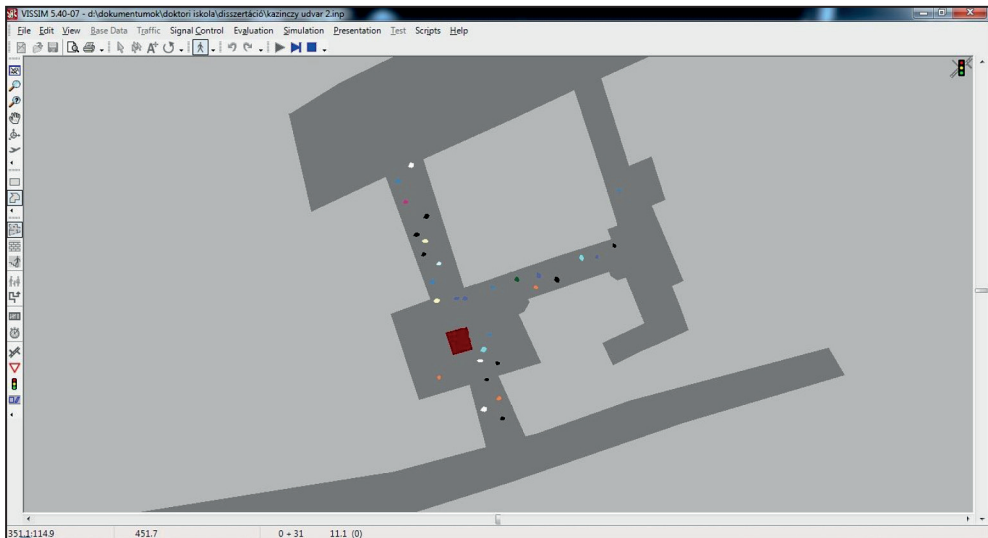 VISSIM 5.40-07 - d:\dokumentumok\doktori iskola\disszertáció\kazinczy udvar 2.inp
File Edit View Base Data Traffic Signal Control Evaluation Simulation Presentation Test Scripts Help
351.1:114.9 451.7 0 + 31 11.1 (0)